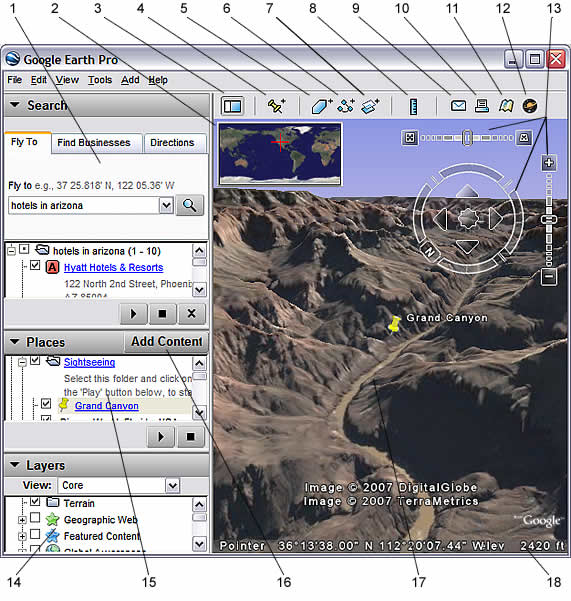 1 2 3 4 5 6 7 8 9 10 11 12 13
Google Earth Pro
File Edit View Tools Add Help
Search
Fly To Find Businesses Directions
Fly to e.g., 37 25.818' N, 122 05.36' W
hotels in arizona
hotels in arizona (1 - 10)
A Hyatt Hotels & Resorts
122 North 2nd Street, Phoenix
AZ 85004
Places Add Content
Sightseeing
Select this folder and click on
the 'Play' button below, to sta
Grand Canyon
Layers
View: Core
Terrain
Geographic Web
Featured Content
Global Awareness
N
Grand Canyon
Image © 2007 DigitalGlobe
Image © 2007 TerraMetrics
Google
Pointer 36°13'38.00" N 112°20'07.44" W elev 2420 ft
14 15 16 17 18